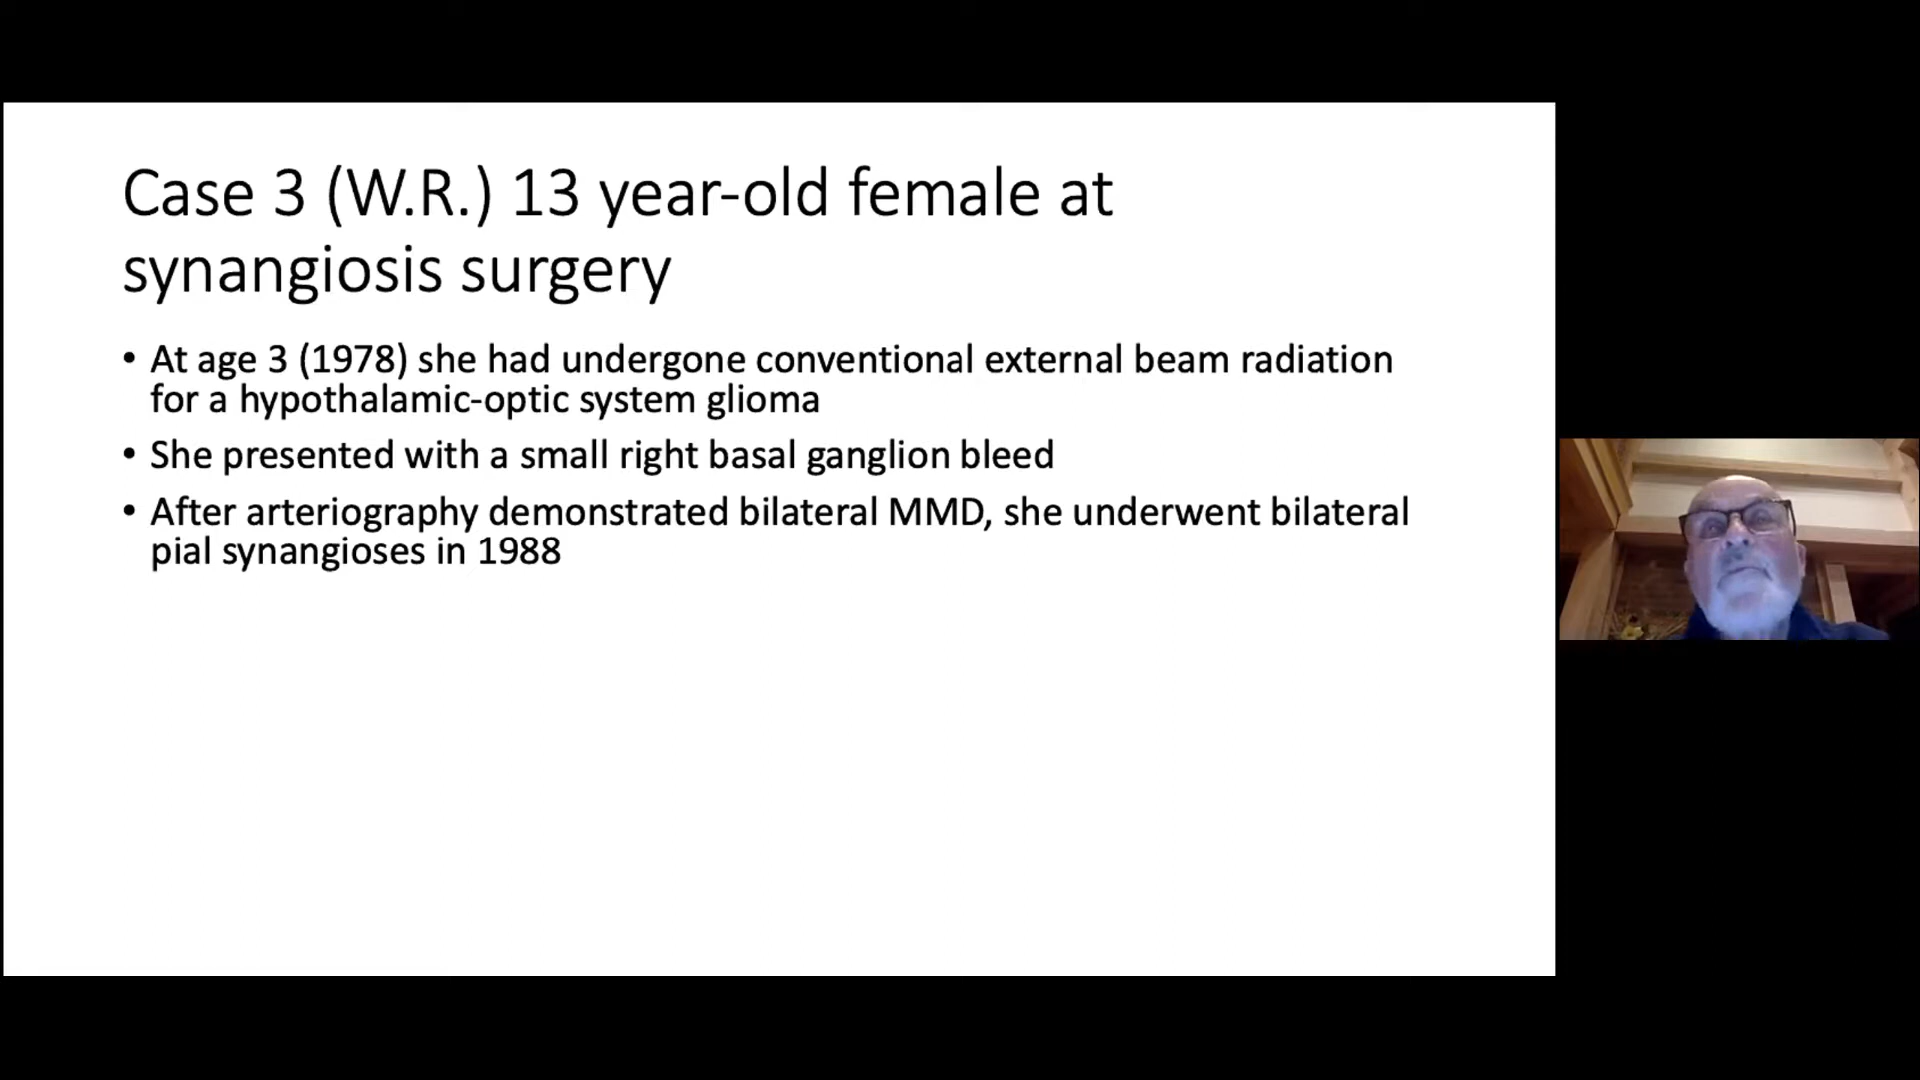 Case 3 (W.R.) 13 year-old female at
synangiosis surgery
• At age 3 (1978) she had undergone conventional external beam radiation
for a hypothalamic-optic system glioma
• She presented with a small right basal ganglion bleed
• After arteriography demonstrated bilateral MMD, she underwent bilateral
pial synangioses in 1988